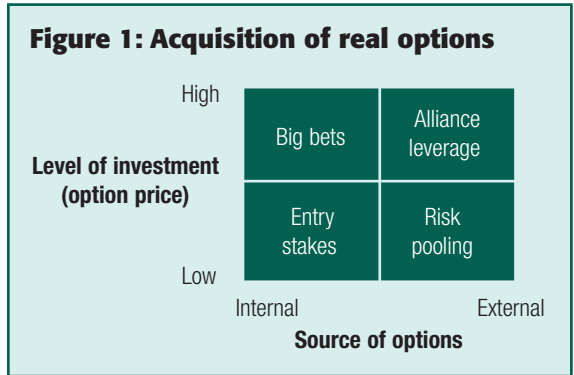 Figure 1: Acquisition of real options
High
Big bets
Alliance
leverage
Level of investment
(option price)
Entry
stakes
Risk
pooling
Low
Internal
External
Source of options